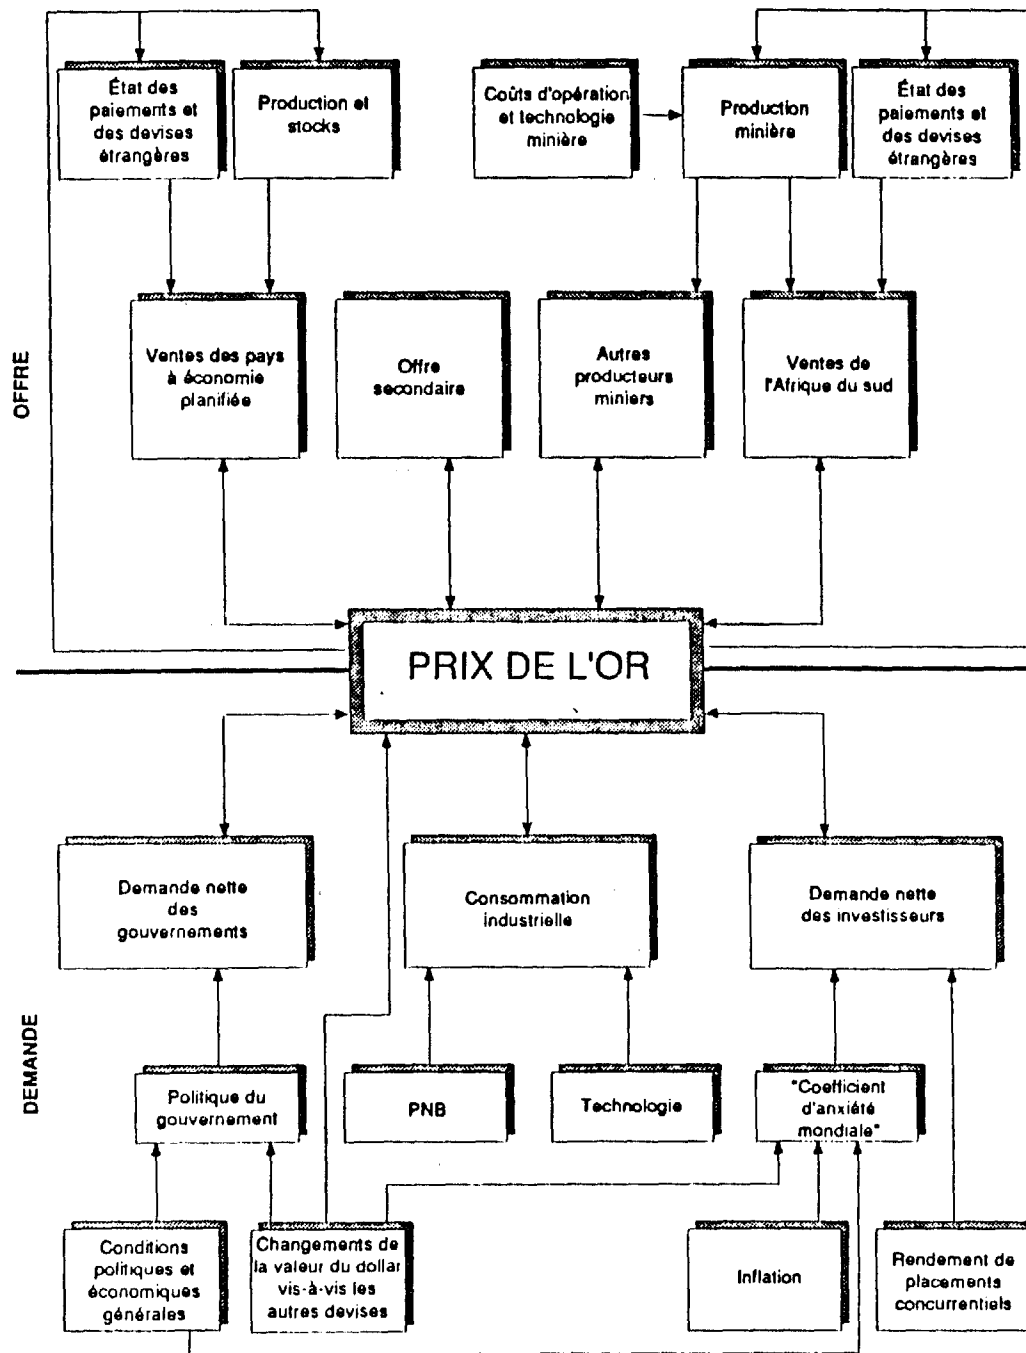 État des
paiements et
des devises
étrangères
Production et
stocks
Coûts d'opération
et technologie
minière
Production
minière
État des
paiements et
des devises
étrangères
OFFRE
Ventes des pays
à économie
planifiée
Offre
secondaire
Autres
producteurs
miniers
Ventes de
l'Afrique du sud
PRIX DE L'OR
DEMANDE
Demande nette
des
gouvernements
Consommation
industrielle
Demande nette
des investisseurs
Politique du
gouvernement
PNB
Technologie
"Coefficient
d'anxiété
mondiale"
Conditions
politiques et
économiques
générales
Changements de
la valeur du dollar
vis-à-vis les
autres devises
Inflation
Rendement de
placements
concurrentiels